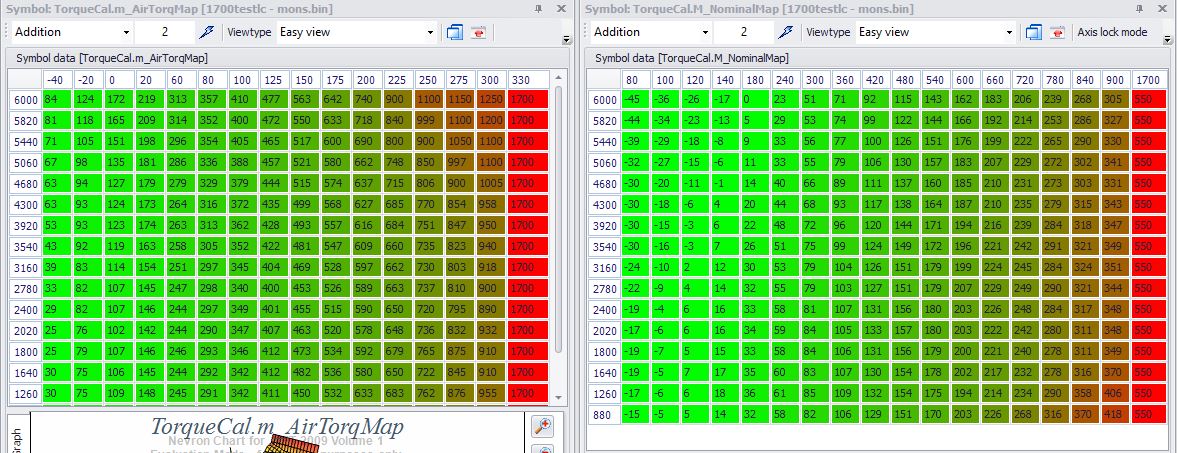 Symbol: TorqueCal.m_AirTorqMap [1700testlc - mons.bin]
Addition 2 Viewtype Easy view
Symbol data [TorqueCal.m_AirTorqMap]
-40 -20 0 20 60 80 100 125 150 175 200 225 250 275 300 330
6000 84 124 172 219 313 357 410 477 563 642 740 900 1100 1150 1250 1700
5820 81 118 165 209 314 352 400 472 550 633 718 840 999 1100 1200 1700
5440 71 105 151 198 296 354 405 465 517 600 690 800 900 1050 1100 1700
5060 67 98 135 181 286 336 388 457 521 580 662 748 850 997 1100 1700
4680 63 94 127 179 279 329 379 444 515 574 637 715 806 900 1005 1700
4300 63 93 124 173 264 316 372 435 499 568 627 685 770 854 958 1700
3920 53 93 123 174 263 313 362 428 493 557 616 684 751 847 950 1700
3540 43 92 119 163 258 305 352 422 481 547 609 660 735 823 940 1700
3160 39 83 114 154 251 297 345 404 469 528 597 662 730 803 918 1700
2780 33 82 107 145 247 298 340 400 453 526 589 663 737 810 900 1700
2400 29 82 107 146 244 297 349 401 455 515 590 650 720 795 890 1700
2020 25 76 102 142 244 290 347 407 463 520 578 648 736 832 932 1700
1800 25 79 107 146 246 293 346 412 473 534 592 679 765 875 910 1700
1640 30 75 106 145 244 292 342 412 482 536 580 650 722 845 910 1700
1260 30 75 109 148 245 291 342 411 450 532 633 683 762 876 955 1700
TorqueCal.m_AirTorqMap
Graph
Symbol: TorqueCal.M_NominalMap [1700testlc - mons.bin]
Addition 2 Viewtype Easy view Axis lock mode
Symbol data [TorqueCal.M_NominalMap]
80 100 120 140 180 240 300 360 420 480 540 600 660 720 780 840 900 1700
6000 -45 -36 -26 -17 0 23 51 71 92 115 143 162 183 206 239 268 305 550
5820 -44 -34 -23 -13 5 29 53 74 99 122 144 166 192 214 253 286 327 550
5440 -39 -29 -18 -8 9 33 56 77 100 126 151 176 199 222 265 290 330 550
5060 -32 -27 -15 -6 11 33 55 79 106 130 157 183 207 229 272 302 341 550
4680 -30 -20 -11 -1 14 40 66 89 111 137 160 185 210 231 273 303 331 550
4300 -30 -18 -6 4 20 44 68 93 117 138 164 187 210 235 279 315 343 550
3920 -30 -15 -3 6 22 48 72 96 120 144 168 191 216 239 284 318 347 550
3540 -30 -16 -3 7 26 51 75 99 124 149 172 196 221 242 291 321 349 550
3160 -24 -10 2 12 30 53 79 104 126 151 179 199 224 245 284 324 351 550
2780 -22 -9 4 14 32 55 80 103 130 156 179 201 226 249 288 311 349 550
2400 -19 -4 6 16 33 58 81 107 131 156 180 203 228 242 280 311 348 550
2020 -17 -6 6 16 34 59 84 105 133 157 180 203 222 248 284 311 348 550
1800 -19 -7 5 15 33 58 84 106 131 156 179 200 221 240 278 311 349 550
1640 -19 -5 7 17 35 60 83 107 130 154 176 200 218 237 278 316 370 550
1260 -17 -6 6 18 36 61 85 109 132 154 175 194 214 234 290 358 406 550
880 -15 -5 5 14 32 58 82 106 129 151 170 203 206 228 268 316 370 418 550